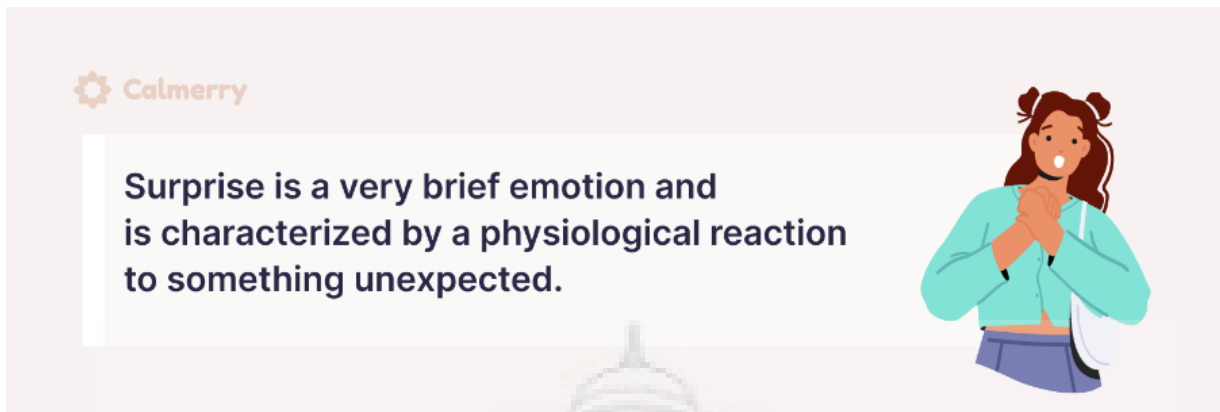 Calmerry
Surprise is a very brief emotion and
is characterized by a physiological reaction
to something unexpected.